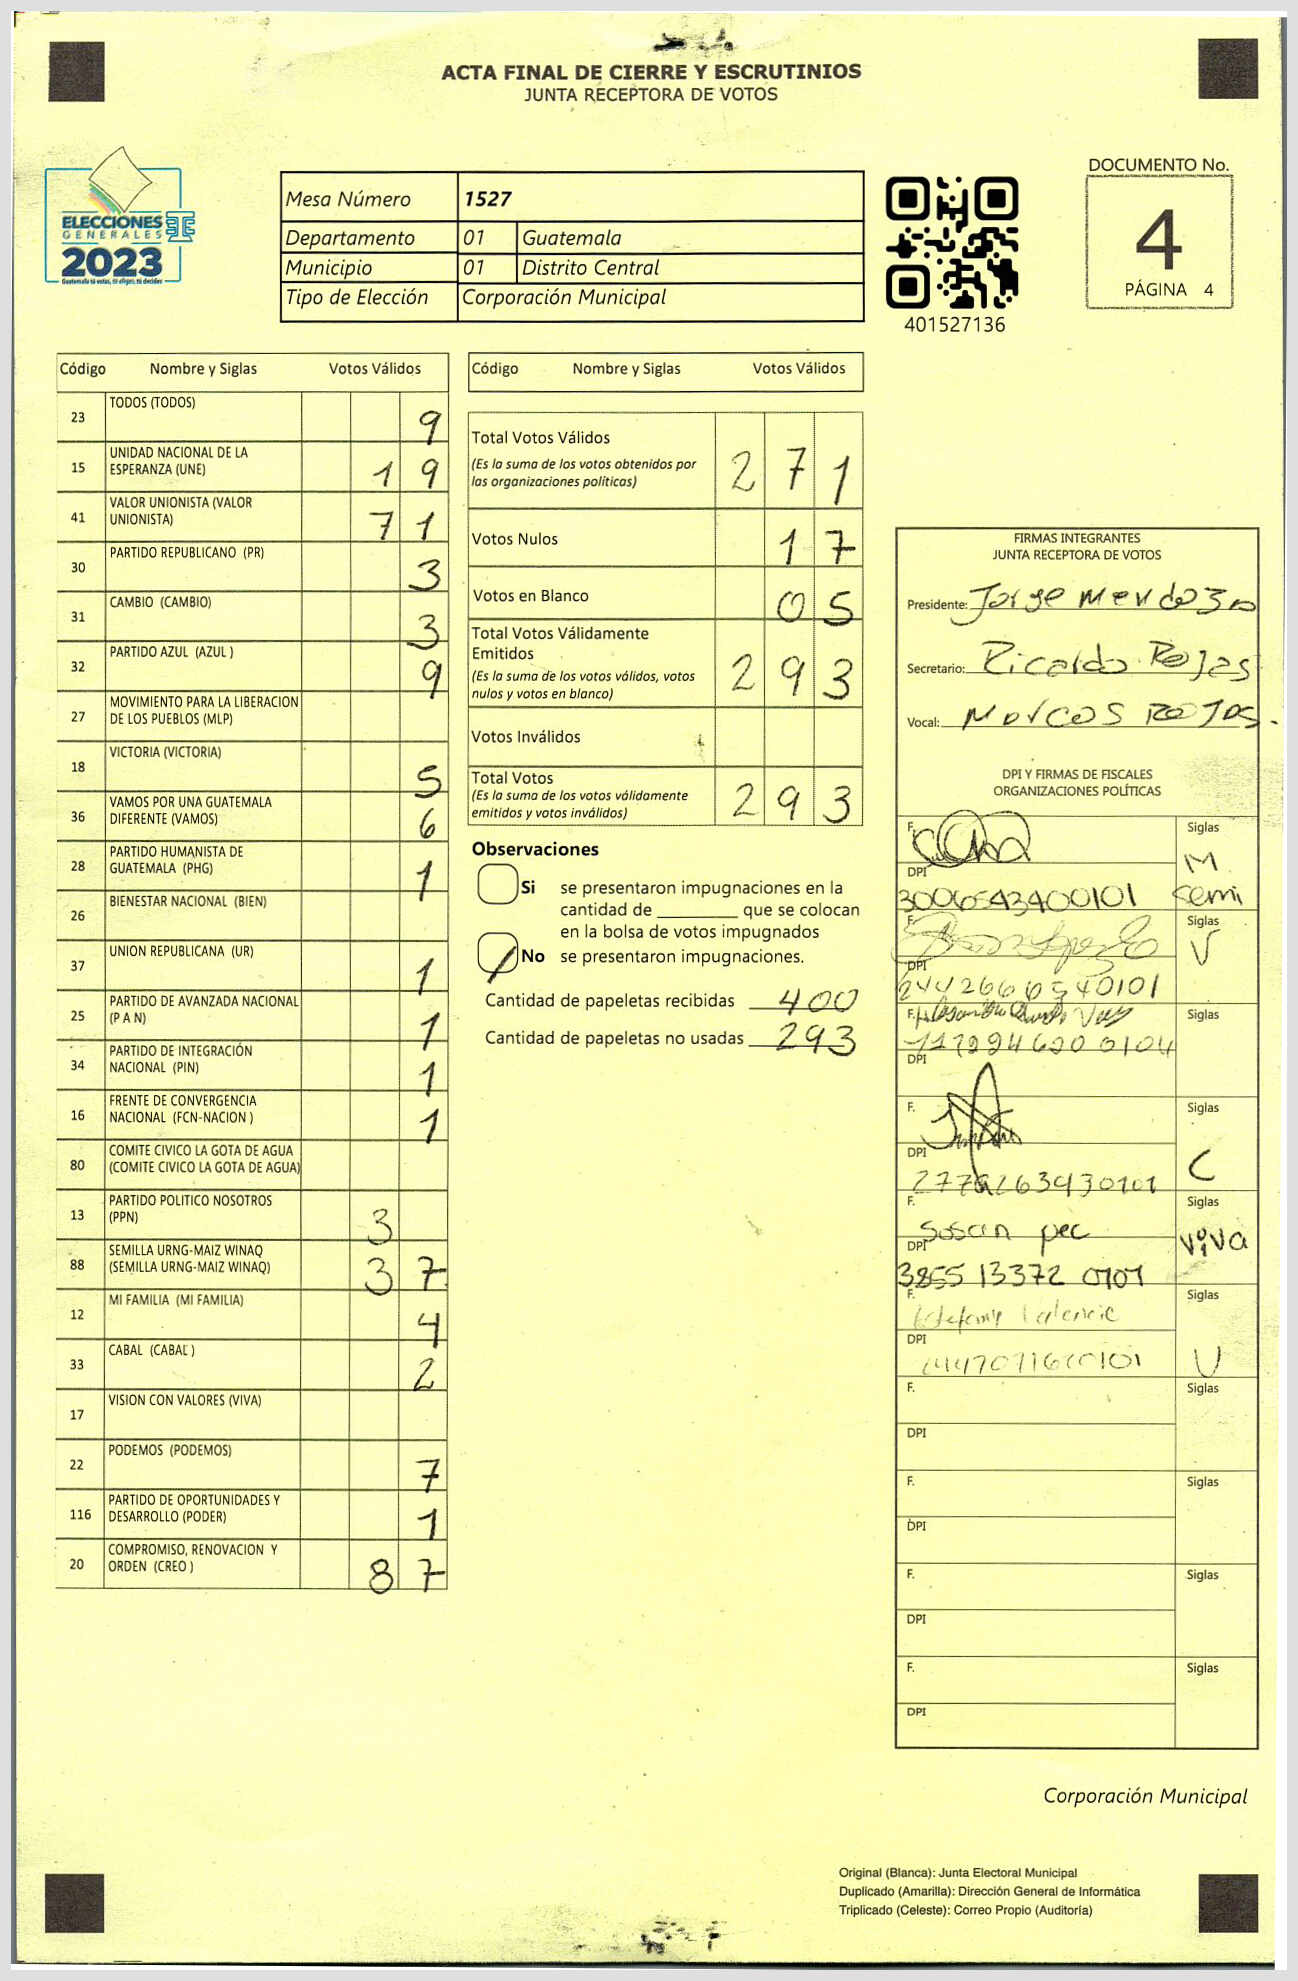 ACTA FINAL DE CIERRE Y ESCRUTINIOS
JUNTA RECEPTORA DE VOTOS
ELECCIONES
GENERALES
2023
Guatemala tú votas, tú eliges, tú decides
Mesa Número 1527
Departamento 01 Guatemala
Municipio 01 Distrito Central
Tipo de Elección Corporación Municipal
401527136
DOCUMENTO No.
4
PÁGINA 4
Código Nombre y Siglas Votos Válidos
23 TODOS (TODOS) 9
15 UNIDAD NACIONAL DE LA ESPERANZA (UNE) 1 9
41 VALOR UNIONISTA (VALOR UNIONISTA) 7 1
30 PARTIDO REPUBLICANO (PR) 3
31 CAMBIO (CAMBIO) 3
32 PARTIDO AZUL (AZUL ) 9
27 MOVIMIENTO PARA LA LIBERACION DE LOS PUEBLOS (MLP)
18 VICTORIA (VICTORIA) 5
36 VAMOS POR UNA GUATEMALA DIFERENTE (VAMOS) 6
28 PARTIDO HUMANISTA DE GUATEMALA (PHG) 1
26 BIENESTAR NACIONAL (BIEN)
37 UNION REPUBLICANA (UR) 1
25 PARTIDO DE AVANZADA NACIONAL (P A N) 1
34 PARTIDO DE INTEGRACIÓN NACIONAL (PIN) 1
16 FRENTE DE CONVERGENCIA NACIONAL (FCN-NACION ) 1
80 COMITE CIVICO LA GOTA DE AGUA (COMITE CIVICO LA GOTA DE AGUA)
13 PARTIDO POLITICO NOSOTROS (PPN) 3
88 SEMILLA URNG-MAIZ WINAQ (SEMILLA URNG-MAIZ WINAQ) 3 7
12 MI FAMILIA (MI FAMILIA) 4
33 CABAL (CABAL ) 2
17 VISION CON VALORES (VIVA)
22 PODEMOS (PODEMOS) 7
116 PARTIDO DE OPORTUNIDADES Y DESARROLLO (PODER) 1
20 COMPROMISO, RENOVACION Y ORDEN (CREO ) 8 7
Código Nombre y Siglas Votos Válidos
Total Votos Válidos 2 7 1
(Es la suma de los votos obtenidos por
las organizaciones políticas)
Votos Nulos 1 7
Votos en Blanco 0 5
Total Votos Válidamente
Emitidos 2 9 3
(Es la suma de los votos válidos, votos
nulos y votos en blanco)
Votos Inválidos
Total Votos 2 9 3
(Es la suma de los votos válidamente
emitidos y votos inválidos)
Observaciones
Si se presentaron impugnaciones en la
cantidad de ________ que se colocan
en la bolsa de votos impugnados
No se presentaron impugnaciones.
Cantidad de papeletas recibidas 400
Cantidad de papeletas no usadas 293
FIRMAS INTEGRANTES
JUNTA RECEPTORA DE VOTOS
Presidente: Jorge Mendoza
Secretario: Ricardo Rojas
Vocal: Marcos Rojas.
DPI Y FIRMAS DE FISCALES
ORGANIZACIONES POLÍTICAS
F. Siglas M
DPI 3006543400101 Semi
F. Siglas V
DPI
F. Siglas
DPI
F. Siglas C
DPI
F. Susan pec Siglas Viva
DPI 3855 13372 0101
F. Siglas U
DPI
F. Siglas
DPI
F. Siglas
DPI
F. Siglas
DPI
F. Siglas
DPI
Corporación Municipal
Original (Blanca): Junta Electoral Municipal
Duplicado (Amarilla): Dirección General de Informática
Triplicado (Celeste): Correo Propio (Auditoría)